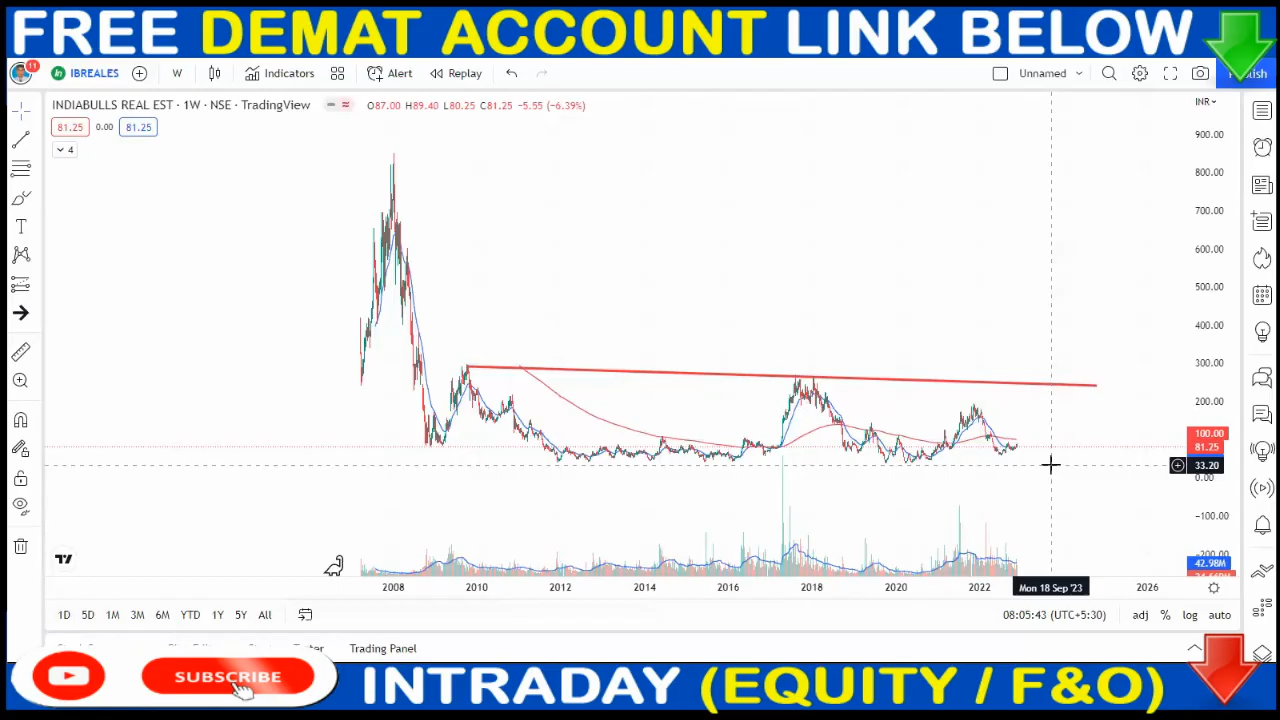 FREE DEMAT ACCOUNT LINK BELOW
11 IBREALES W Indicators Alert Replay Unnamed
INDIABULLS REAL EST · 1W · NSE · TradingView O87.00 H89.40 L80.25 C81.25 -5.55 (-6.39%) INR
81.25 0.00 81.25
4
900.00
800.00
700.00
600.00
500.00
400.00
300.00
200.00
100.00
81.25
33.20
0.00
-100.00
-200.00
42.98M
2008 2010 2012 2014 2016 2018 2020 2022 Mon 18 Sep '23 2026
1D 5D 1M 3M 6M YTD 1Y 5Y All 08:05:43 (UTC+5:30) adj % log auto
Trading Panel
SUBSCRIBE
INTRADAY (EQUITY / F&O)